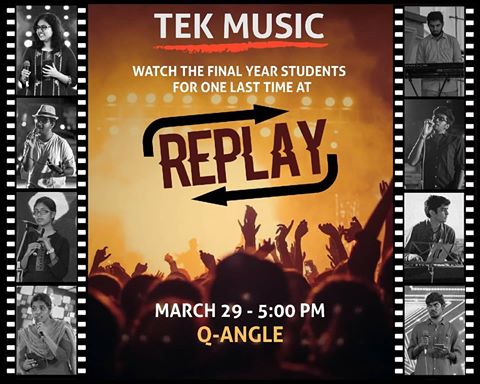 TEK MUSIC
WATCH THE FINAL YEAR STUDENTS
FOR ONE LAST TIME AT
REPLAY
MARCH 29 - 5:00 PM
Q-ANGLE